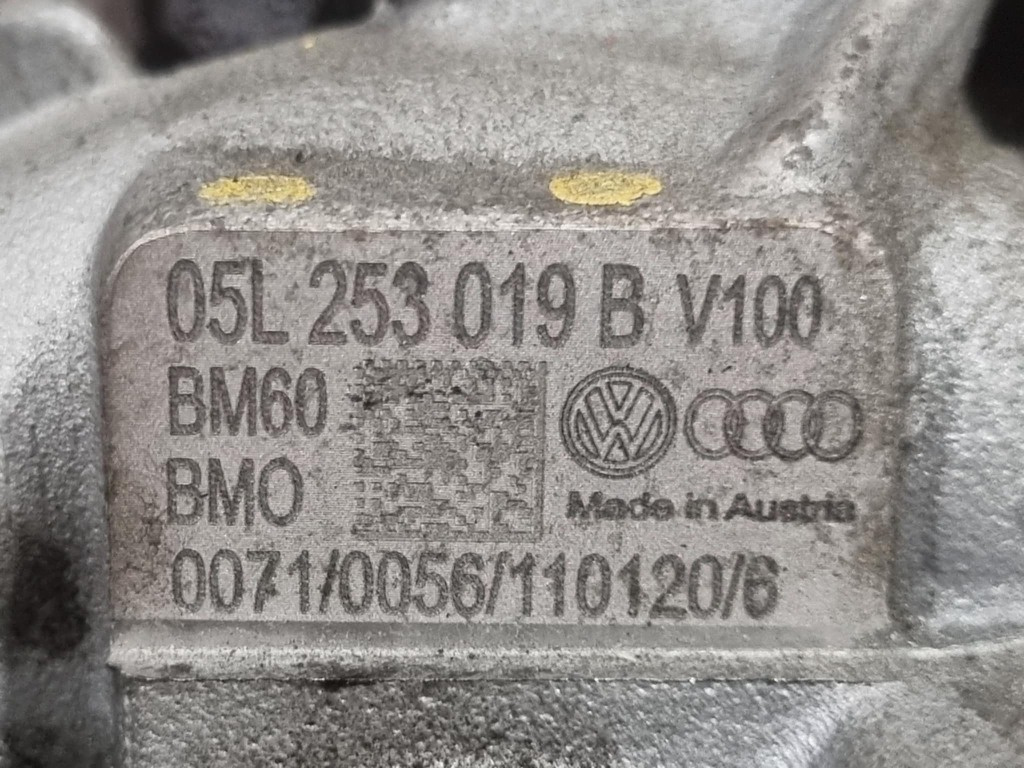 05L 253 019 B V100
BM60
BMO
Made in Austria
0071/0056/110120/6